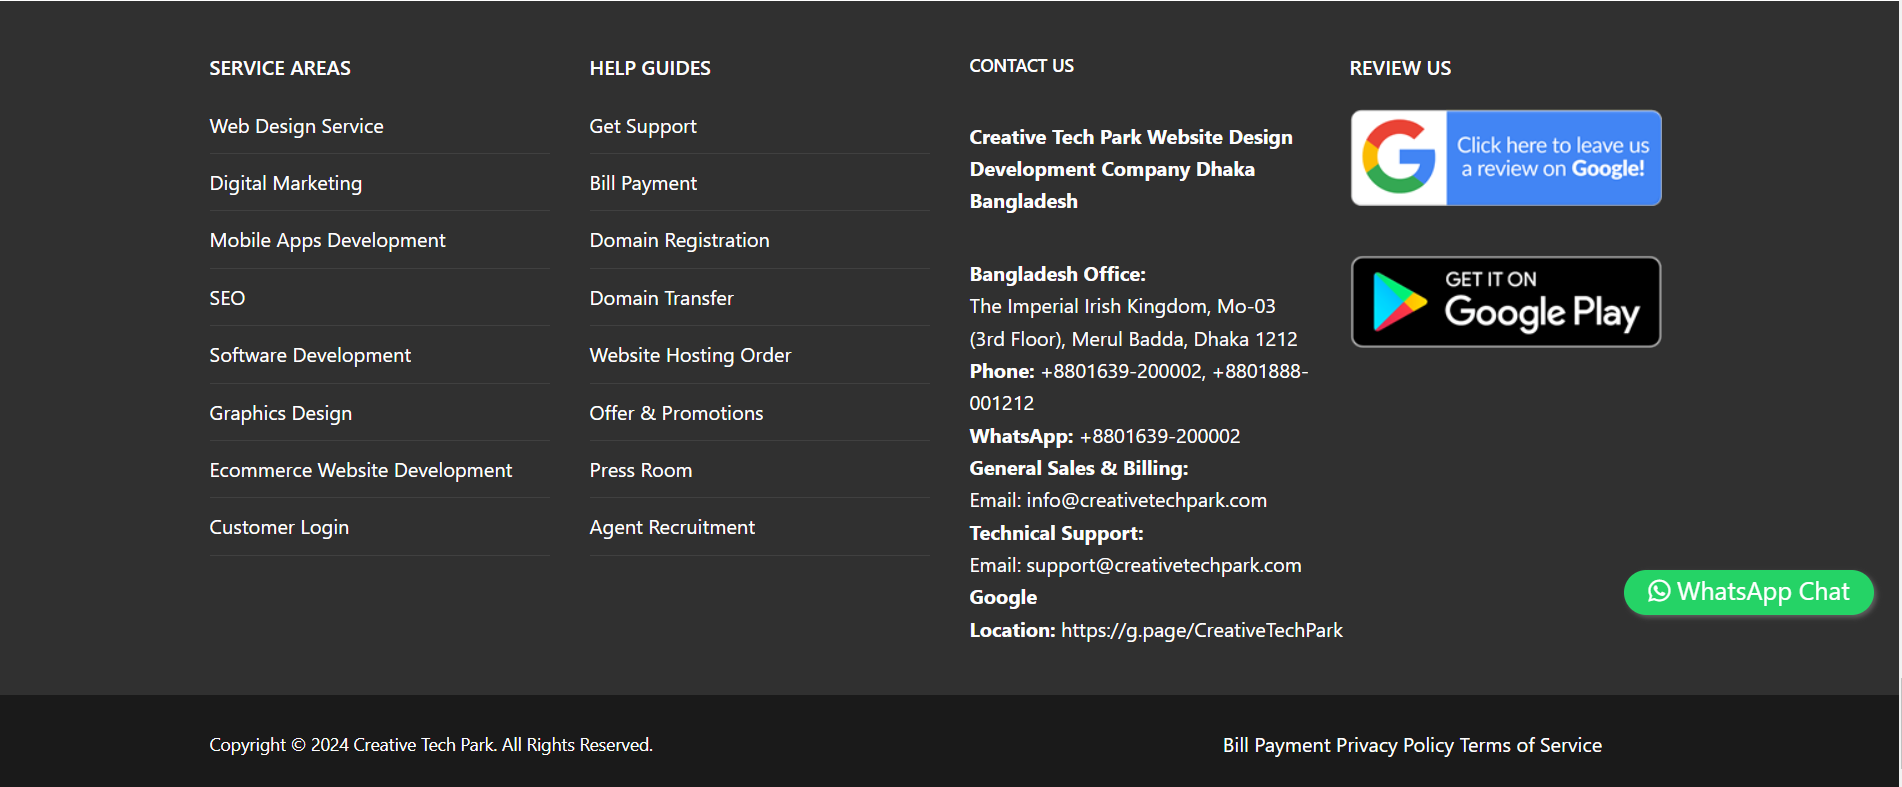 SERVICE AREAS
Web Design Service
Digital Marketing
Mobile Apps Development
SEO
Software Development
Graphics Design
Ecommerce Website Development
Customer Login
HELP GUIDES
Get Support
Bill Payment
Domain Registration
Domain Transfer
Website Hosting Order
Offer & Promotions
Press Room
Agent Recruitment
CONTACT US
Creative Tech Park Website Design
Development Company Dhaka
Bangladesh
Bangladesh Office:
The Imperial Irish Kingdom, Mo-03
(3rd Floor), Merul Badda, Dhaka 1212
Phone: +8801639-200002, +8801888-
001212
WhatsApp: +8801639-200002
General Sales & Billing:
Email: info@creativetechpark.com
Technical Support:
Email: support@creativetechpark.com
Google
Location: https://g.page/CreativeTechPark
REVIEW US
Click here to leave us
a review on Google!
GET IT ON
Google Play
WhatsApp Chat
Copyright © 2024 Creative Tech Park. All Rights Reserved.
Bill Payment Privacy Policy Terms of Service